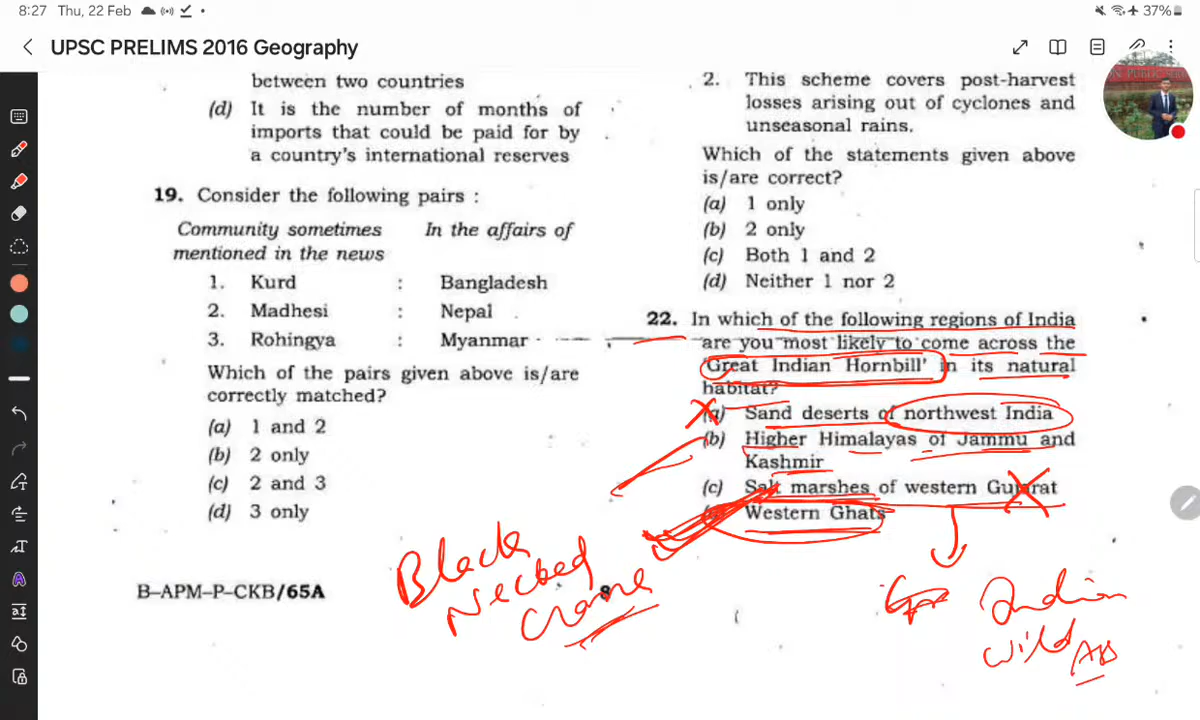 8:27 Thu, 22 Feb
37%
UPSC PRELIMS 2016 Geography
between two countries
(d) It is the number of months of
imports that could be paid for by
a country's international reserves
19. Consider the following pairs :
Community sometimes In the affairs of
mentioned in the news
1. Kurd : Bangladesh
2. Madhesi : Nepal
3. Rohingya : Myanmar
Which of the pairs given above is/are
correctly matched?
(a) 1 and 2
(b) 2 only
(c) 2 and 3
(d) 3 only
B–APM–P–CKB/65A
8
2. This scheme covers post-harvest
losses arising out of cyclones and
unseasonal rains.
Which of the statements given above
is/are correct?
(a) 1 only
(b) 2 only
(c) Both 1 and 2
(d) Neither 1 nor 2
22. In which of the following regions of India
are you most likely to come across the
'Great Indian Hornbill' in its natural
habitat?
(a) Sand deserts of northwest India
(b) Higher Himalayas of Jammu and
Kashmir
(c) Salt marshes of western Gujarat
Western Ghats
Black
Necked
Crane
Indian
Wild